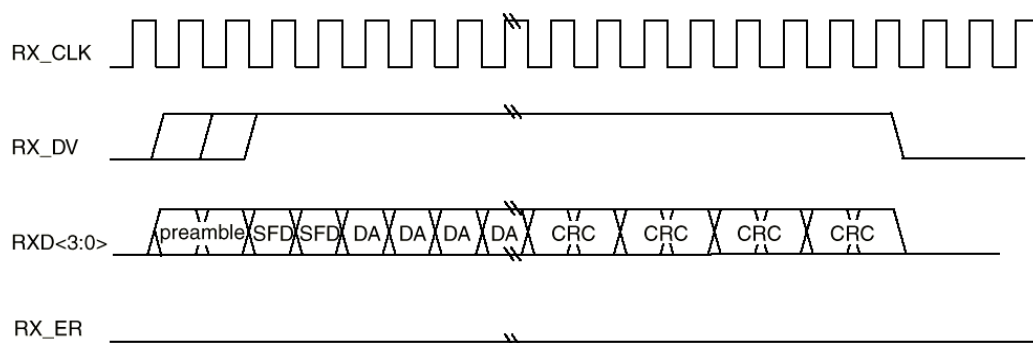 RX_CLK
RX_DV
RXD<3:0> preamble SFD SFD DA DA DA DA CRC CRC CRC CRC
RX_ER